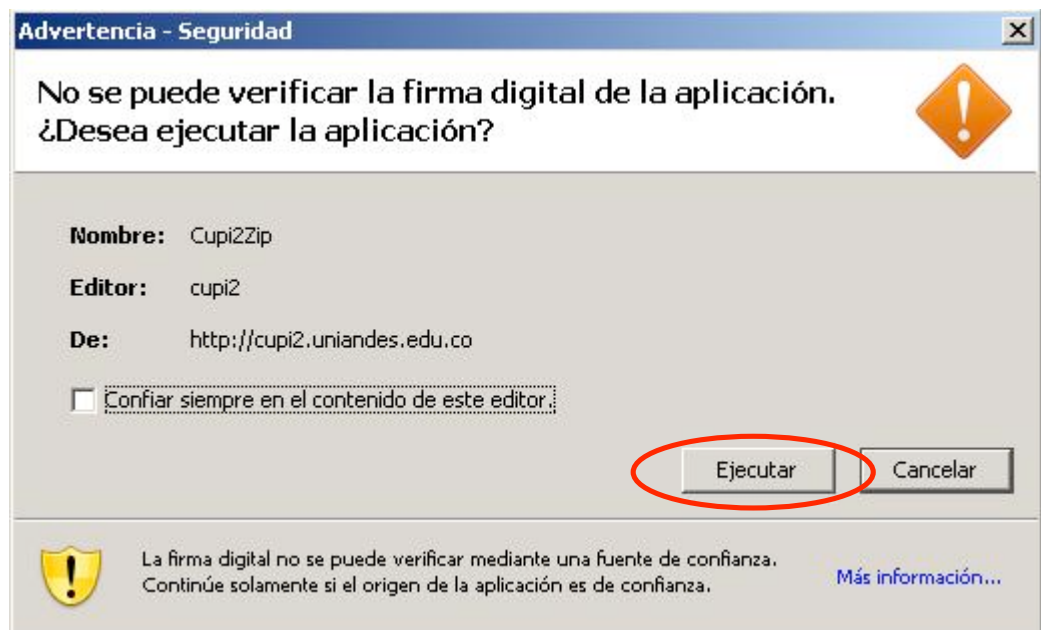 Advertencia - Seguridad
No se puede verificar la firma digital de la aplicación.
¿Desea ejecutar la aplicación?
Nombre: Cupi2Zip
Editor: cupi2
De: http://cupi2.uniandes.edu.co
Confiar siempre en el contenido de este editor.
Ejecutar Cancelar
La firma digital no se puede verificar mediante una fuente de confianza.
Continúe solamente si el origen de la aplicación es de confianza.
Más información...